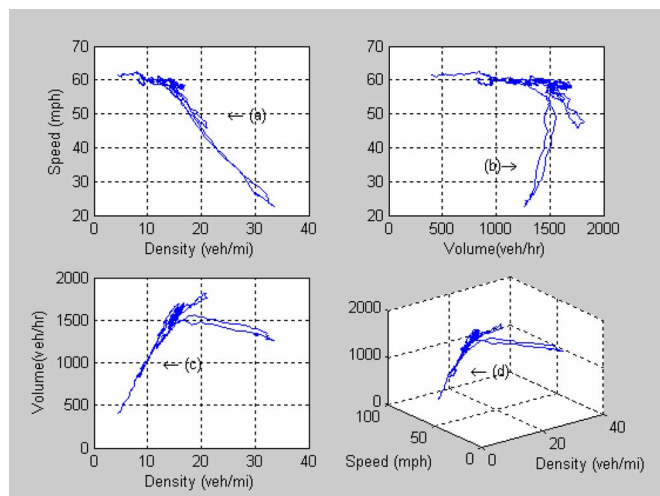 70
60
50
40
30
20
Speed (mph)
0 10 20 30 40
Density (veh/mi)
← (a)
70
60
50
40
30
20
0 500 1000 1500 2000
Volume(veh/hr)
(b)→
2000
1500
1000
500
0
Volume(veh/hr)
0 10 20 30 40
Density (veh/mi)
← (c)
2000
1000
0
100
50
0
Speed (mph)
0
20
40
Density (veh/mi)
← (d)